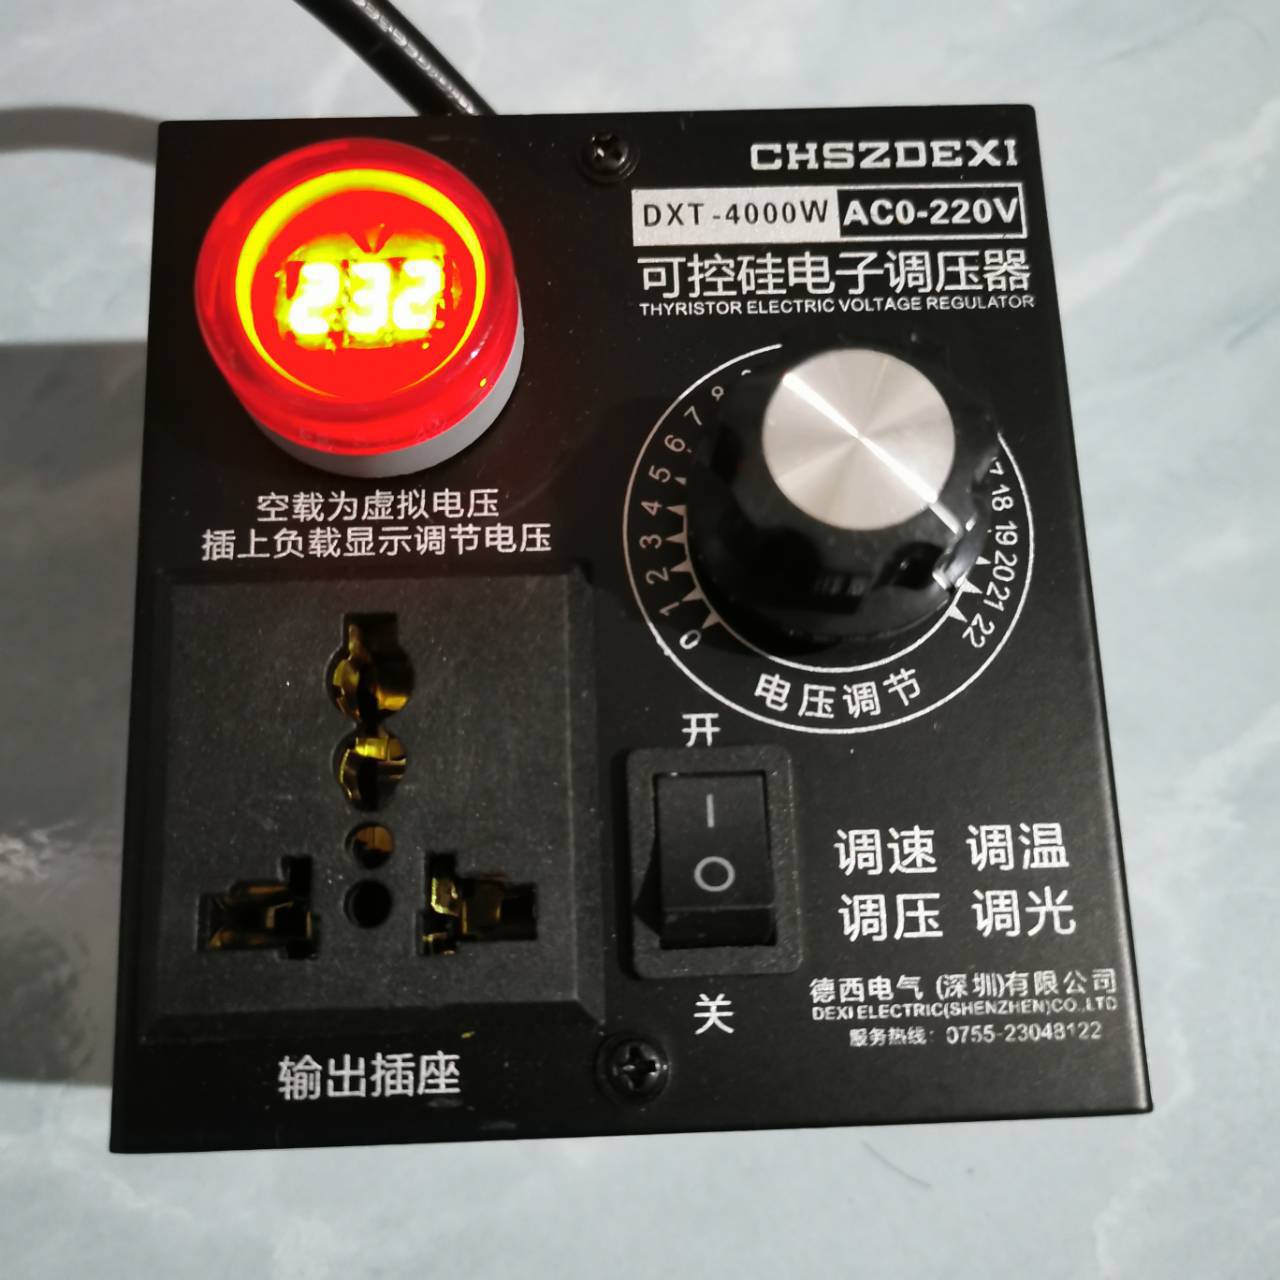 CHSZDEXI
DXT-4000W AC0-220V
可控硅电子调压器
THYRISTOR ELECTRIC VOLTAGE REGULATOR
232
空载为虚拟电压
插上负载显示调节电压
0 1 2 3 4 5 6 7 8 18 19 20 21 22
电压调节
开
I
O
关
调速 调温
调压 调光
德西电气(深圳)有限公司
DEXI ELECTRIC(SHENZHEN)CO.,LTD
服务热线：0755-23048122
输出插座